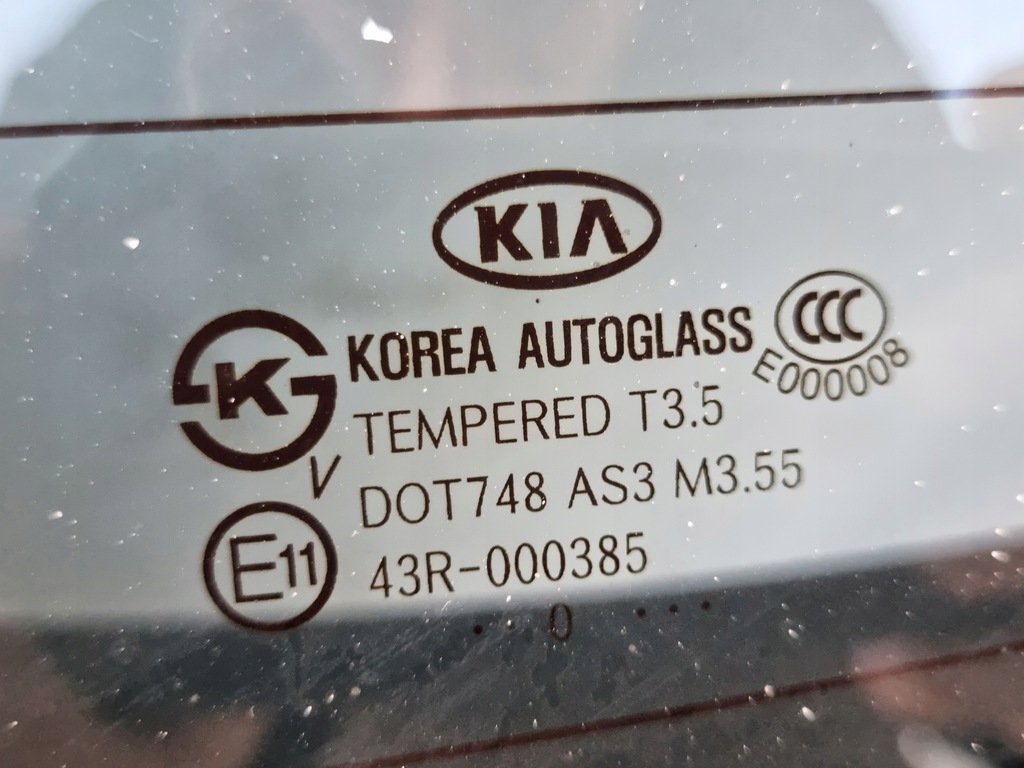 KIA
K
KOREA AUTOGLASS
CCC
E000008
TEMPERED T3.5
V
DOT748 AS3 M3.55
E11
43R-000385
.. 0 ...